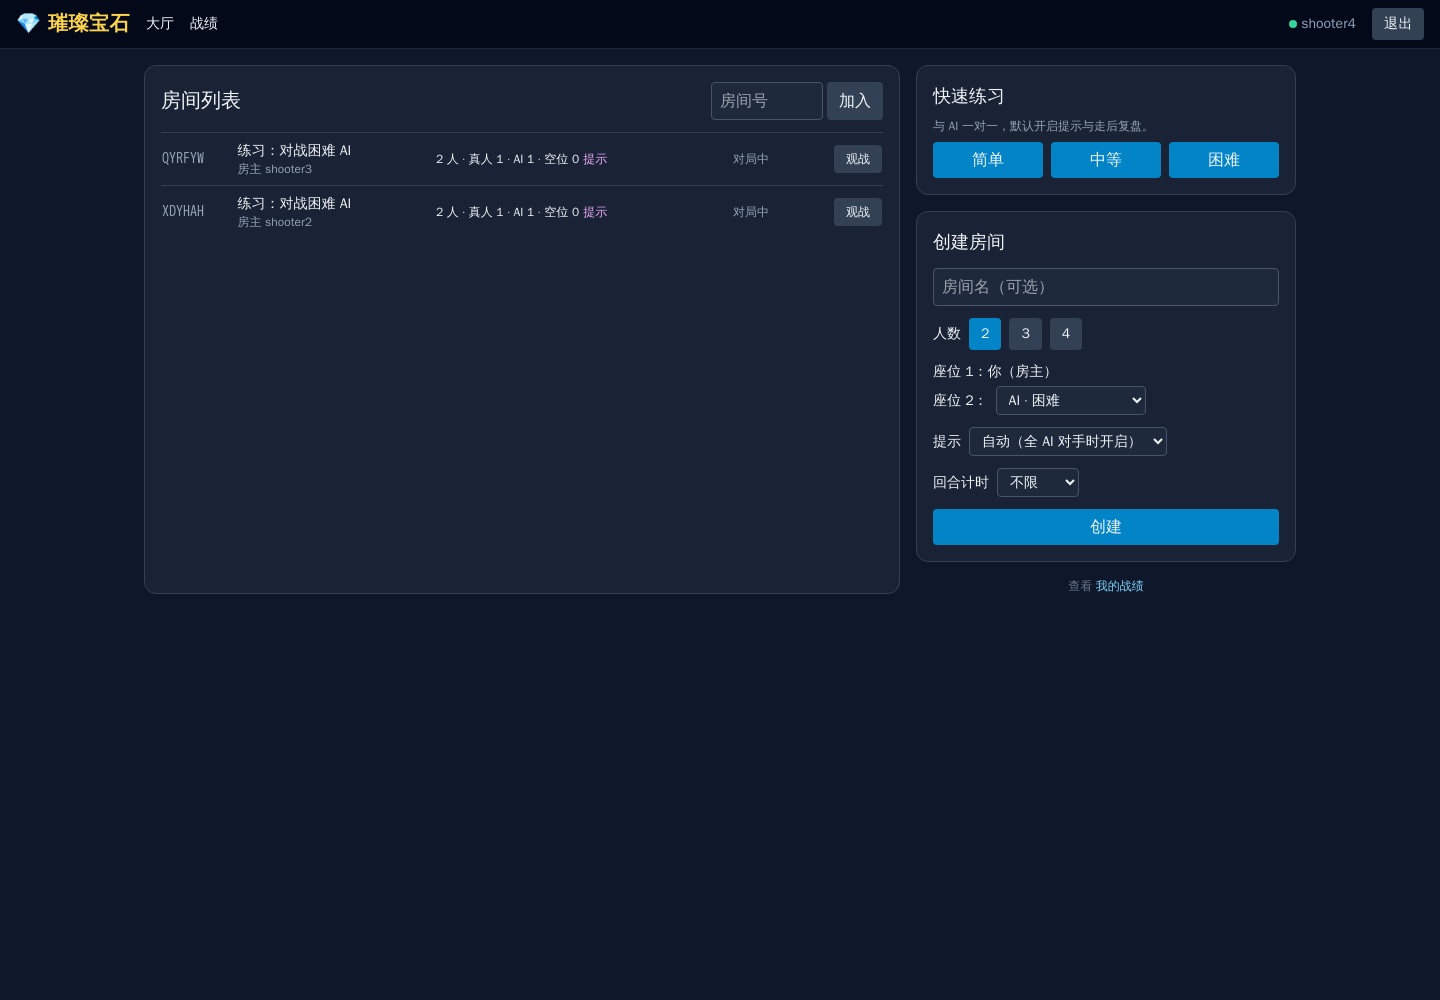 💎 璀璨宝石 大厅 战绩 shooter4 退出
房间列表 房间号 加入
QYRFYW 练习：对战困难 AI 2 人 · 真人 1 · AI 1 · 空位 0 提示 对局中 观战
房主 shooter3
XDYHAH 练习：对战困难 AI 2 人 · 真人 1 · AI 1 · 空位 0 提示 对局中 观战
房主 shooter2
快速练习
与 AI 一对一，默认开启提示与走后复盘。
简单 中等 困难
创建房间
房间名（可选）
人数 2 3 4
座位 1：你（房主）
座位 2： AI · 困难
提示 自动（全 AI 对手时开启）
回合计时 不限
创建
查看 我的战绩